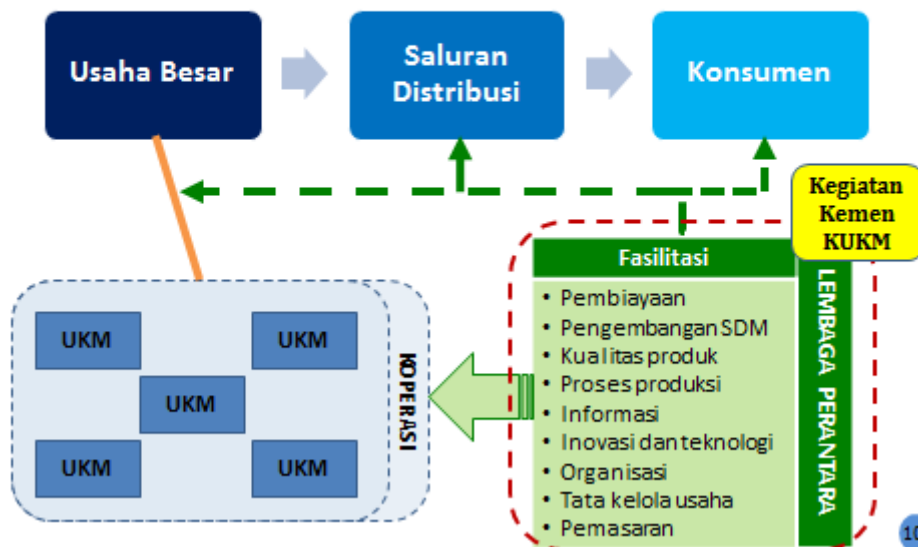 Usaha Besar
Saluran
Distribusi
Konsumen
Kegiatan
Kemen
KUKM
Fasilitasi
• Pembiayaan
• Pengembangan SDM
• Kualitas produk
• Proses produksi
• Informasi
• Inovasi dan teknologi
• Organisasi
• Tata kelola usaha
• Pemasaran
LEMBAGA PERANTARA
UKM
UKM
UKM
UKM
UKM
KOPERASI
10